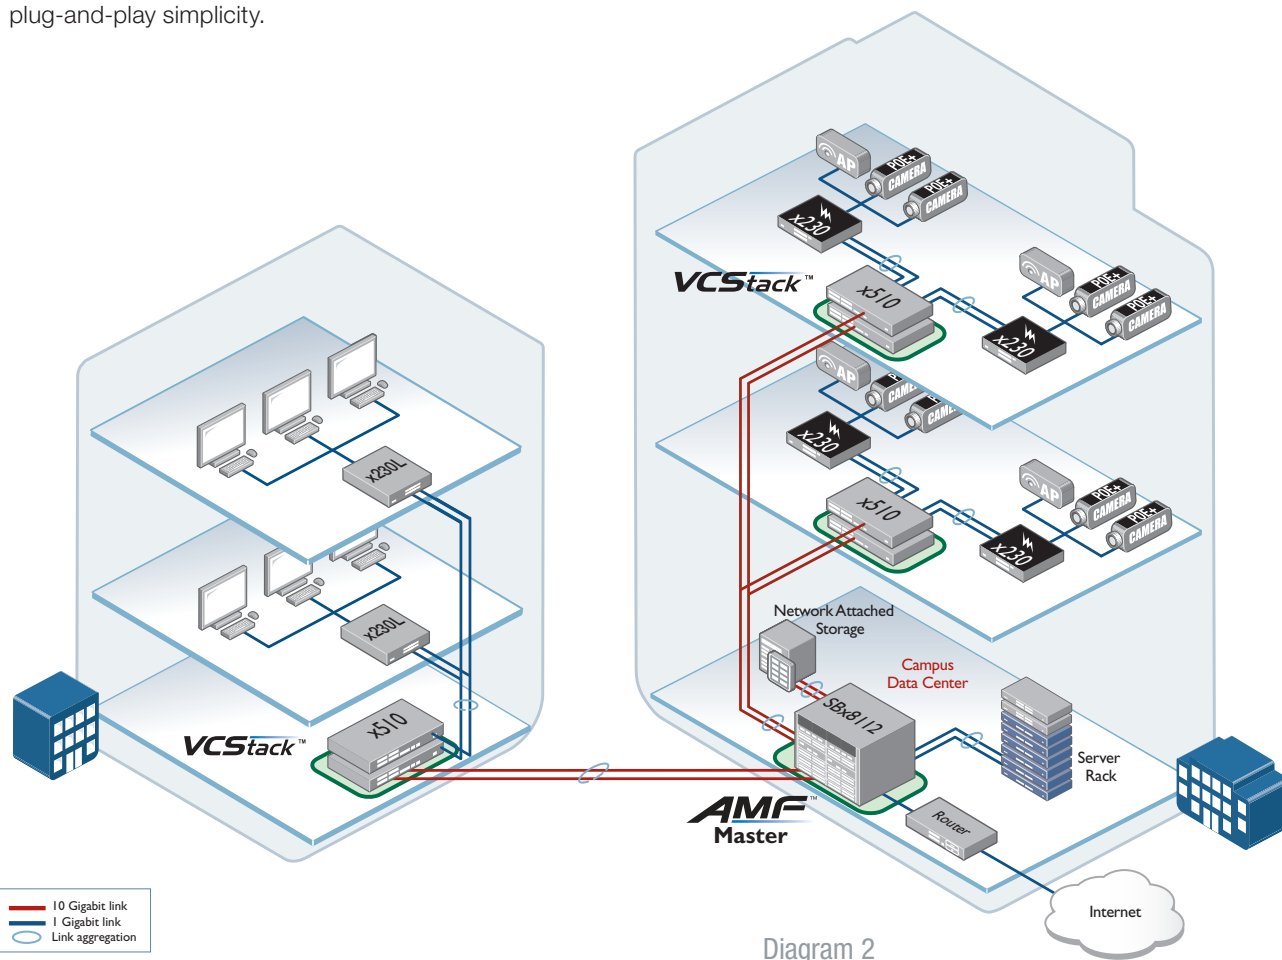 plug-and-play simplicity.
AP
POE+
CAMERA
POE+
CAMERA
x230
VCStack™
x510
AP
POE+
CAMERA
POE+
CAMERA
x230
AP
CAMERA
CAME
x230
x510
AP
POE+
CAMERA
POE+
CAMERA
x230
x230L
x230L
Network Attached
Storage
Campus
Data Center
SBx8112
Server
Rack
VCStack™
x510
AMF™
Master
Router
Internet
10 Gigabit link
1 Gigabit link
Link aggregation
Diagram 2